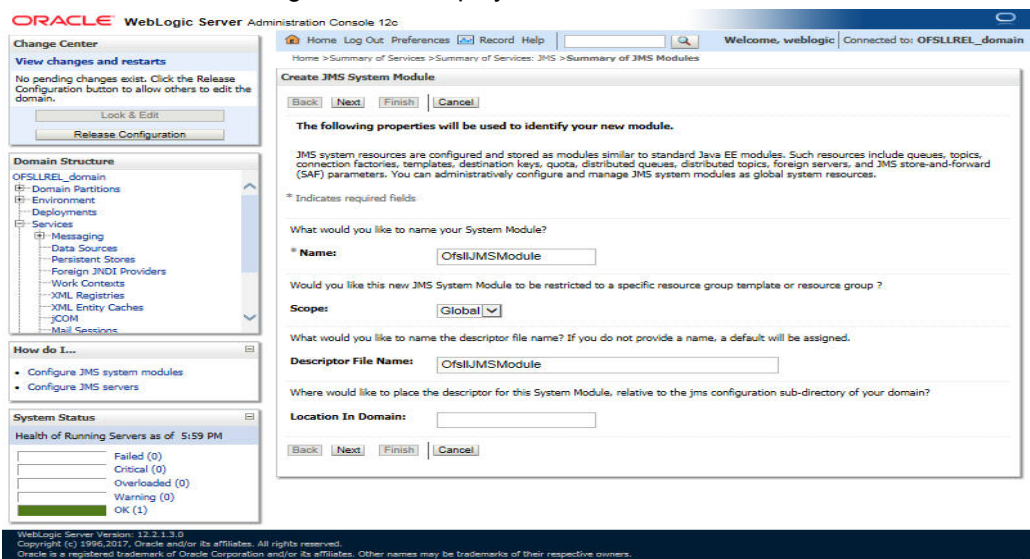 ORACLE WebLogic Server Administration Console 12c
Change Center
View changes and restarts
No pending changes exist. Click the Release
Configuration button to allow others to edit the
domain.
Lock & Edit
Release Configuration
Domain Structure
OFSLLREL_domain
Domain Partitions
Environment
Deployments
Services
Messaging
Data Sources
Persistent Stores
Foreign JNDI Providers
Work Contexts
XML Registries
XML Entity Caches
jCOM
Mail Sessions
How do I...
Configure JMS system modules
Configure JMS servers
System Status
Health of Running Servers as of 5:59 PM
Failed (0)
Critical (0)
Overloaded (0)
Warning (0)
OK (1)
Home Log Out Preferences Record Help
Welcome, weblogic Connected to: OFSLLREL_domain
Home >Summary of Services >Summary of Services: JMS >Summary of JMS Modules
Create JMS System Module
Back Next Finish Cancel
The following properties will be used to identify your new module.
JMS system resources are configured and stored as modules similar to standard Java EE modules. Such resources include queues, topics,
connection factories, templates, destination keys, quota, distributed queues, distributed topics, foreign servers, and JMS store-and-forward
(SAF) parameters. You can administratively configure and manage JMS system modules as global system resources.
* Indicates required fields
What would you like to name your System Module?
* Name: OfsllJMSModule
Would you like this new JMS System Module to be restricted to a specific resource group template or resource group ?
Scope: Global
What would you like to name the descriptor file name? If you do not provide a name, a default will be assigned.
Descriptor File Name: OfsllJMSModule
Where would like to place the descriptor for this System Module, relative to the jms configuration sub-directory of your domain?
Location In Domain:
Back Next Finish Cancel
WebLogic Server Version: 12.2.1.3.0
Copyright (c) 1996,2017, Oracle and/or its affiliates. All rights reserved.
Oracle is a registered trademark of Oracle Corporation and/or its affiliates. Other names may be trademarks of their respective owners.